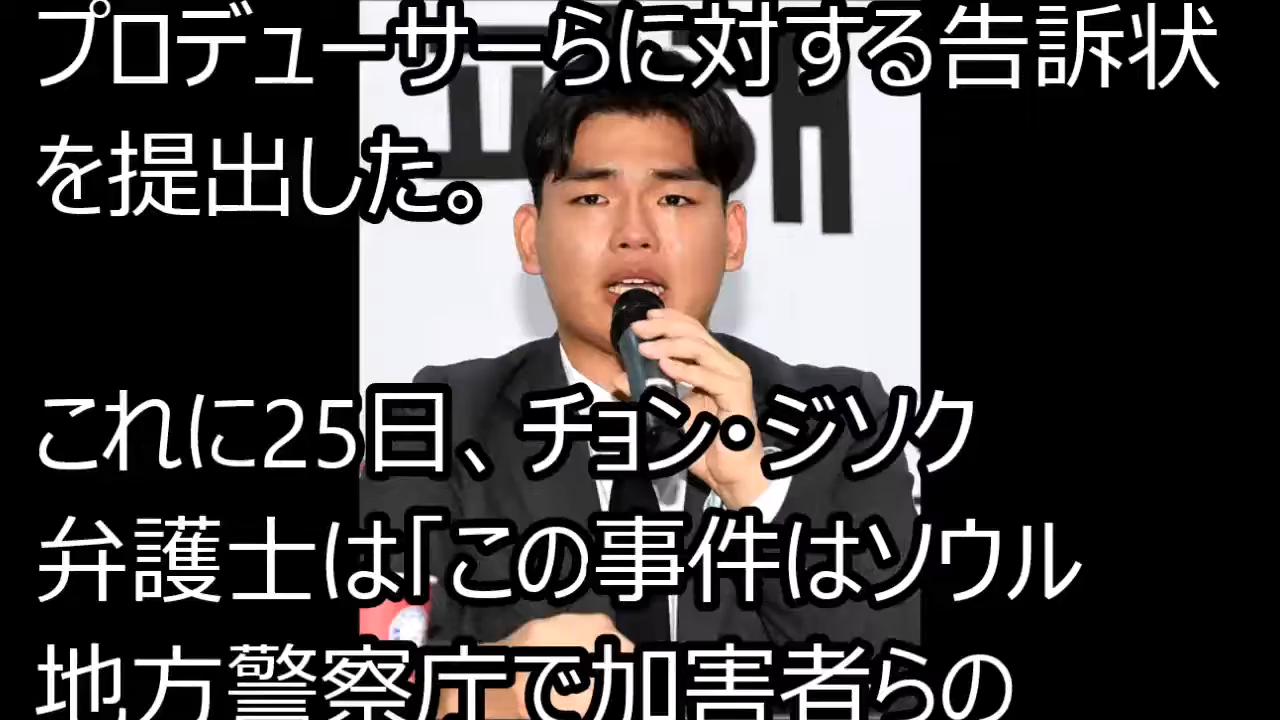 プロデューサーらに対する告訴状
を提出した。
これに25日、チョン・ジソク
弁護士は「この事件はソウル
地方警察庁で加害者らの